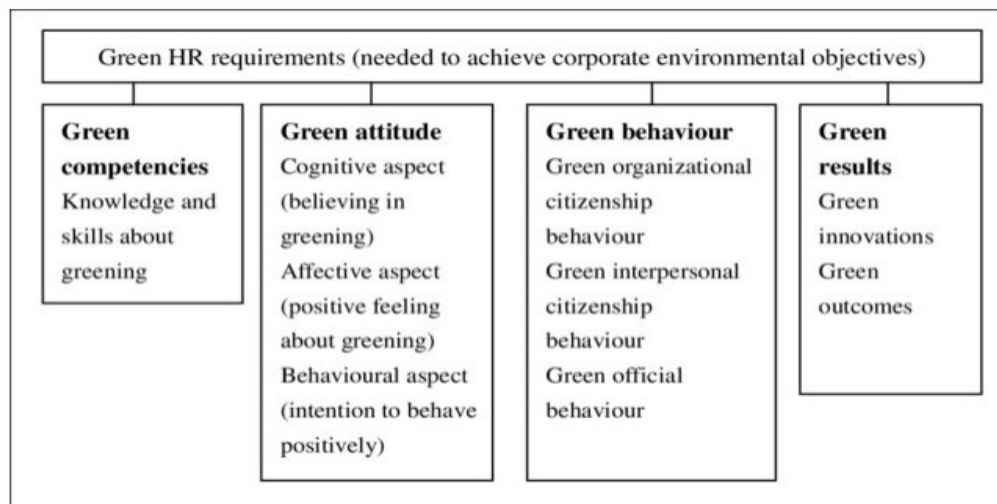 Green HR requirements (needed to achieve corporate environmental objectives)
Green
competencies
Knowledge and
skills about
greening
Green attitude
Cognitive aspect
(believing in
greening)
Affective aspect
(positive feeling
about greening)
Behavioural aspect
(intention to behave
positively)
Green behaviour
Green organizational
citizenship
behaviour
Green interpersonal
citizenship
behaviour
Green official
behaviour
Green
results
Green
innovations
Green
outcomes